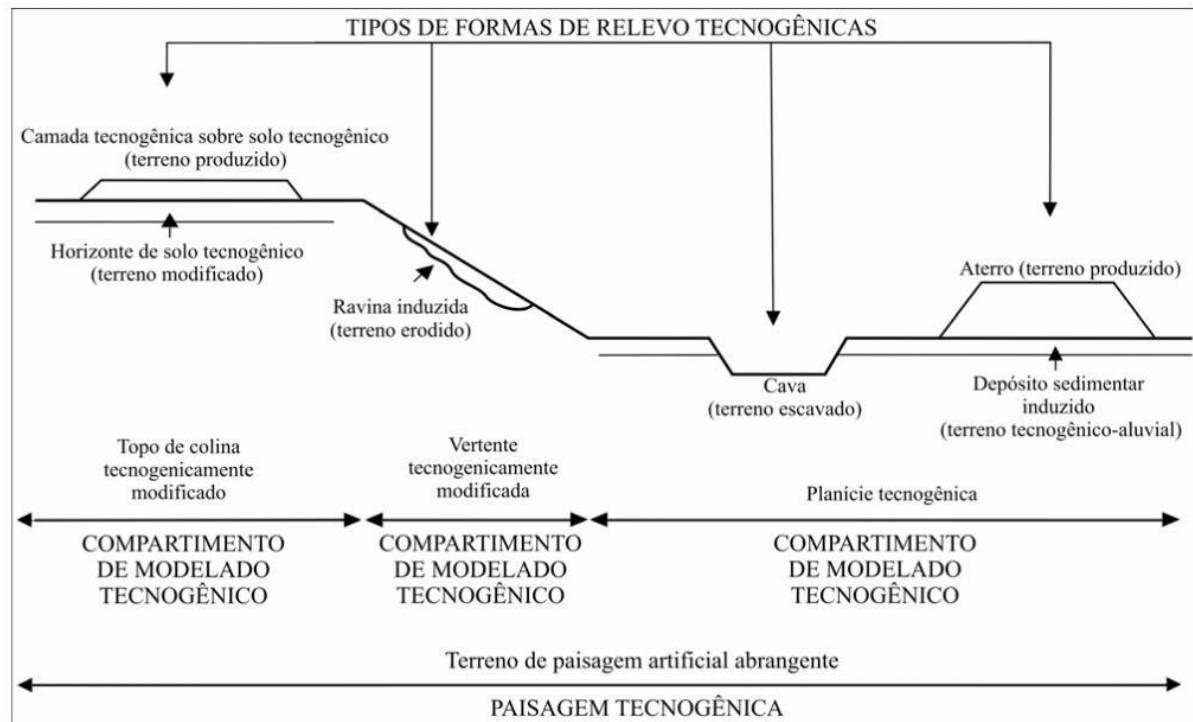 TIPOS DE FORMAS DE RELEVO TECNOGÊNICAS
Camada tecnogênica sobre solo tecnogênico
(terreno produzido)
Horizonte de solo tecnogênico
(terreno modificado)
Ravina induzida
(terreno erodido)
Cava
(terreno escavado)
Aterro (terreno produzido)
Depósito sedimentar
induzido
(terreno tecnogênico-aluvial)
Topo de colina
tecnogenicamente
modificado
Vertente
tecnogenicamente
modificada
Planície tecnogênica
COMPARTIMENTO
DE MODELADO
TECNOGÊNICO
COMPARTIMENTO
DE MODELADO
TECNOGÊNICO
COMPARTIMENTO
DE MODELADO
TECNOGÊNICO
Terreno de paisagem artificial abrangente
PAISAGEM TECNOGÊNICA